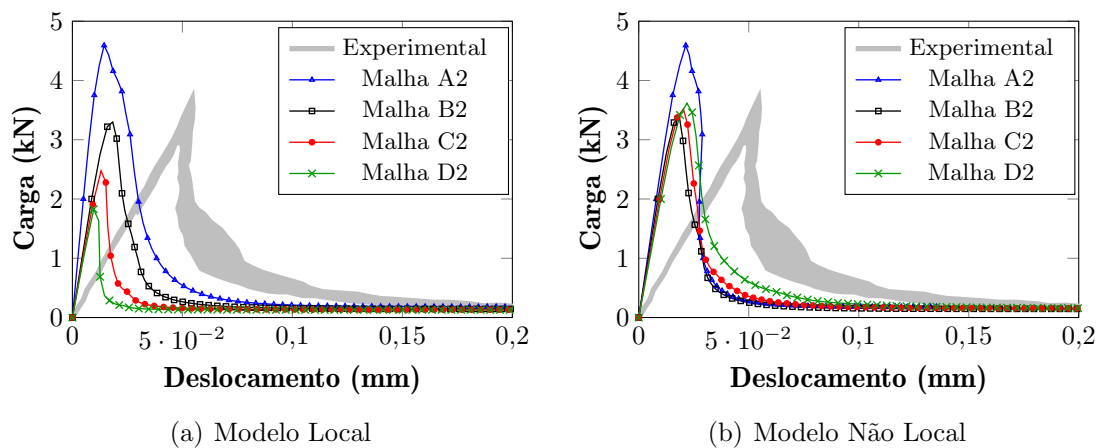 5
4
3
2
1
0
Carga (kN)
0
5 · 10⁻²
0,1
0,15
0,2
Deslocamento (mm)
Experimental
Malha A2
Malha B2
Malha C2
Malha D2
(a) Modelo Local
5
4
3
2
1
0
Carga (kN)
0
5 · 10⁻²
0,1
0,15
0,2
Deslocamento (mm)
Experimental
Malha A2
Malha B2
Malha C2
Malha D2
(b) Modelo Não Local